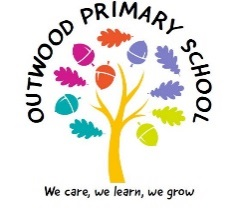 OUTWOOD PRIMARY SCHOOL
We care, we learn, we grow